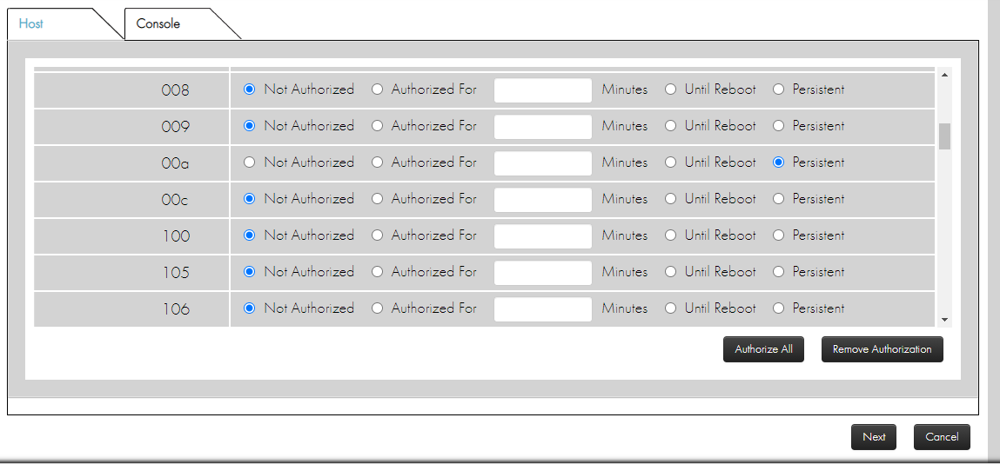 Host Console
008 Not Authorized Authorized For Minutes Until Reboot Persistent
009 Not Authorized Authorized For Minutes Until Reboot Persistent
00a Not Authorized Authorized For Minutes Until Reboot Persistent
00c Not Authorized Authorized For Minutes Until Reboot Persistent
100 Not Authorized Authorized For Minutes Until Reboot Persistent
105 Not Authorized Authorized For Minutes Until Reboot Persistent
106 Not Authorized Authorized For Minutes Until Reboot Persistent
Authorize All Remove Authorization
Next Cancel